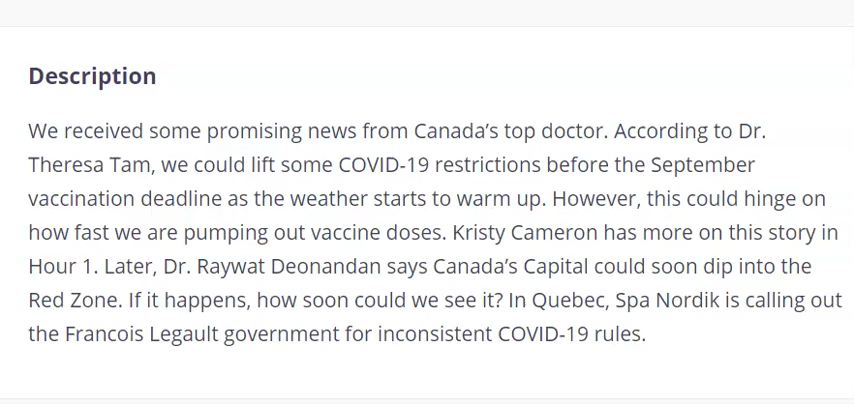 Description
We received some promising news from Canada’s top doctor. According to Dr.
Theresa Tam, we could lift some COVID-19 restrictions before the September
vaccination deadline as the weather starts to warm up. However, this could hinge on
how fast we are pumping out vaccine doses. Kristy Cameron has more on this story in
Hour 1. Later, Dr. Raywat Deonandan says Canada’s Capital could soon dip into the
Red Zone. If it happens, how soon could we see it? In Quebec, Spa Nordik is calling out
the Francois Legault government for inconsistent COVID-19 rules.